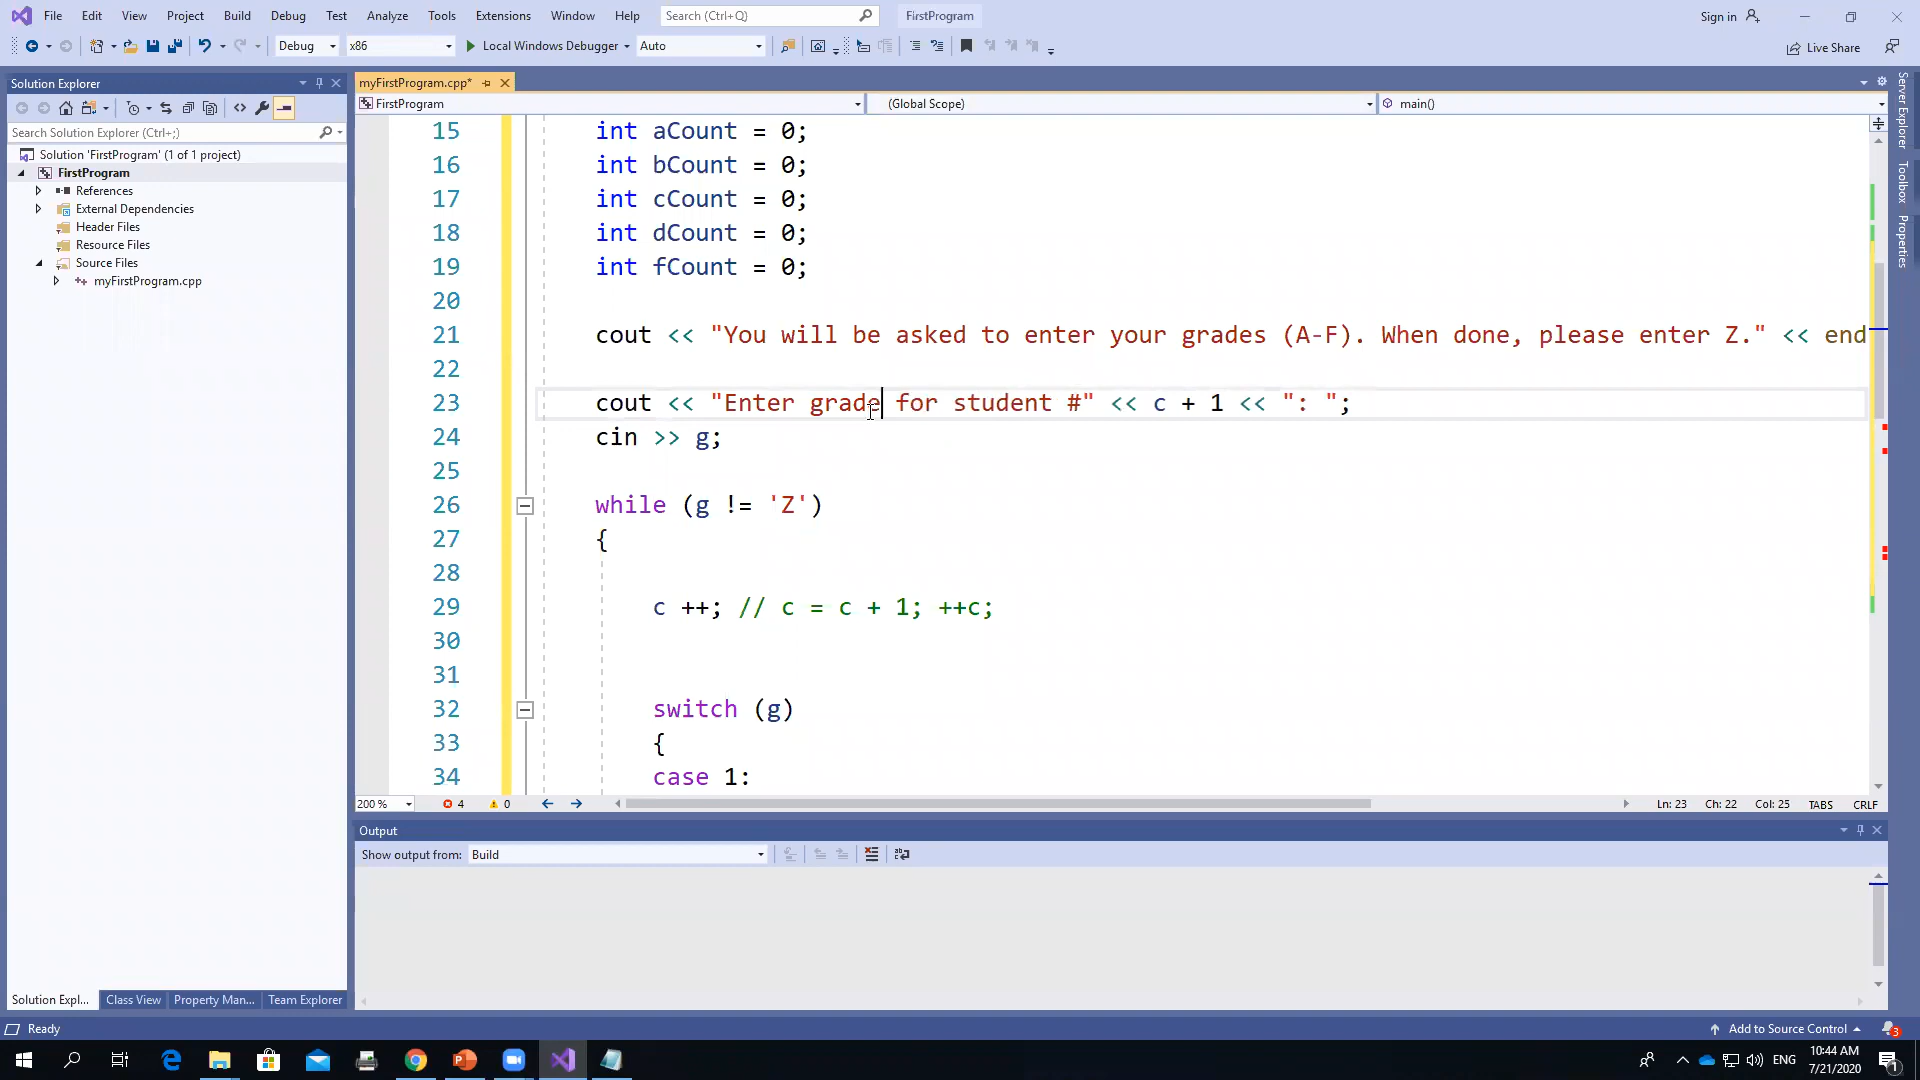 File Edit View Project Build Debug Test Analyze Tools Extensions Window Help Search (Ctrl+Q) FirstProgram Sign in
Debug x86 Local Windows Debugger Auto Live Share
Solution Explorer
myFirstProgram.cpp*
FirstProgram (Global Scope) main()
Search Solution Explorer (Ctrl+;)
Solution 'FirstProgram' (1 of 1 project)
FirstProgram
References
External Dependencies
Header Files
Resource Files
Source Files
myFirstProgram.cpp
15 int aCount = 0;
16 int bCount = 0;
17 int cCount = 0;
18 int dCount = 0;
19 int fCount = 0;
20
21 cout << "You will be asked to enter your grades (A-F). When done, please enter Z." << end
22
23 cout << "Enter grade for student #" << c + 1 << ": ";
24 cin >> g;
25
26 while (g != 'Z')
27 {
28
29 c ++; // c = c + 1; ++c;
30
31
32 switch (g)
33 {
34 case 1:
200 % 4 0 Ln: 23 Ch: 22 Col: 25 TABS CRLF
Output
Show output from: Build
Server Explorer
Toolbox
Properties
Solution Expl... Class View Property Man... Team Explorer
Ready Add to Source Control 3
ENG 10:44 AM
7/21/2020 1